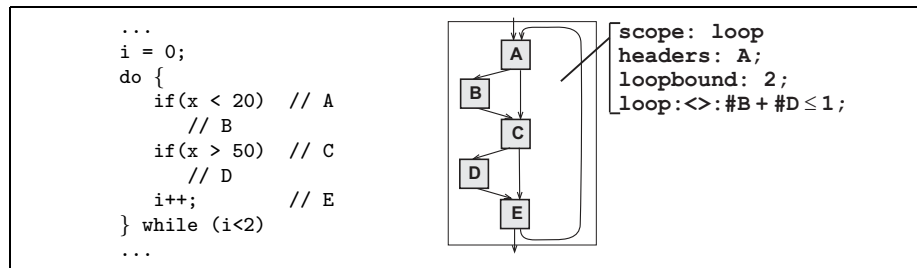 ...
i = 0;
do {
if(x < 20) // A
// B
if(x > 50) // C
// D
i++; // E
} while (i<2)
...
A
B
C
D
E
scope: loop
headers: A;
loopbound: 2;
loop:<>:#B + #D ≤ 1;